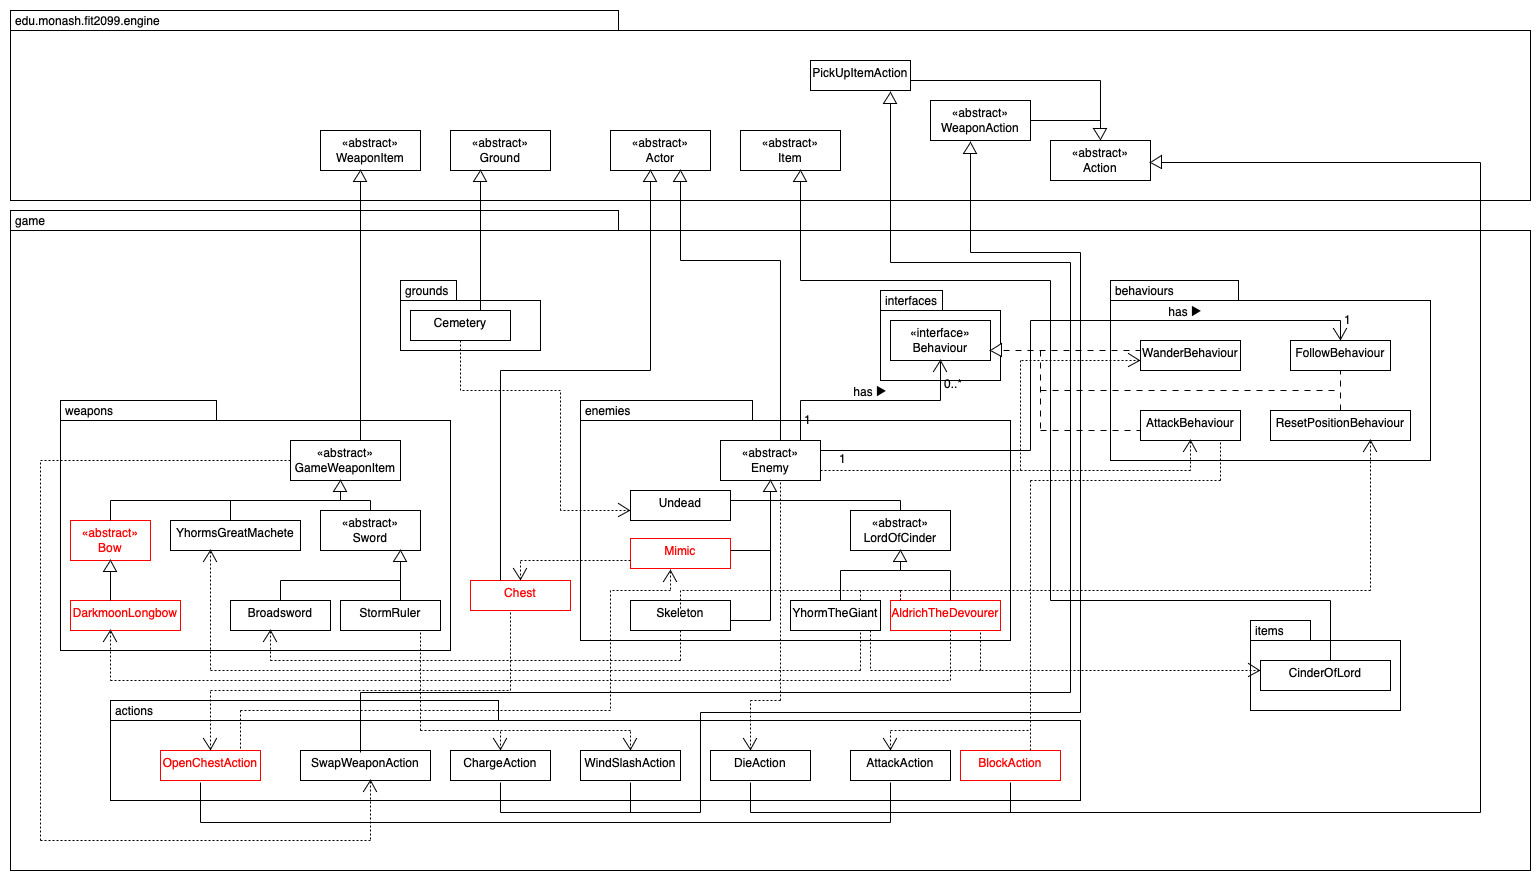 edu.monash.fit2099.engine
PickUpItemAction
«abstract»
WeaponAction
«abstract»
WeaponItem
«abstract»
Ground
«abstract»
Actor
«abstract»
Item
«abstract»
Action
game
grounds
Cemetery
interfaces
«interface»
Behaviour
behaviours
has ▶
1
WanderBehaviour
FollowBehaviour
AttackBehaviour
ResetPositionBehaviour
has ▶
0..*
1
1
weapons
«abstract»
GameWeaponItem
«abstract»
Bow
YhormsGreatMachete
«abstract»
Sword
DarkmoonLongbow
Broadsword
StormRuler
Chest
enemies
«abstract»
Enemy
Undead
«abstract»
LordOfCinder
Mimic
Skeleton
YhormTheGiant
AldrichTheDevourer
items
CinderOfLord
actions
OpenChestAction
SwapWeaponAction
ChargeAction
WindSlashAction
DieAction
AttackAction
BlockAction